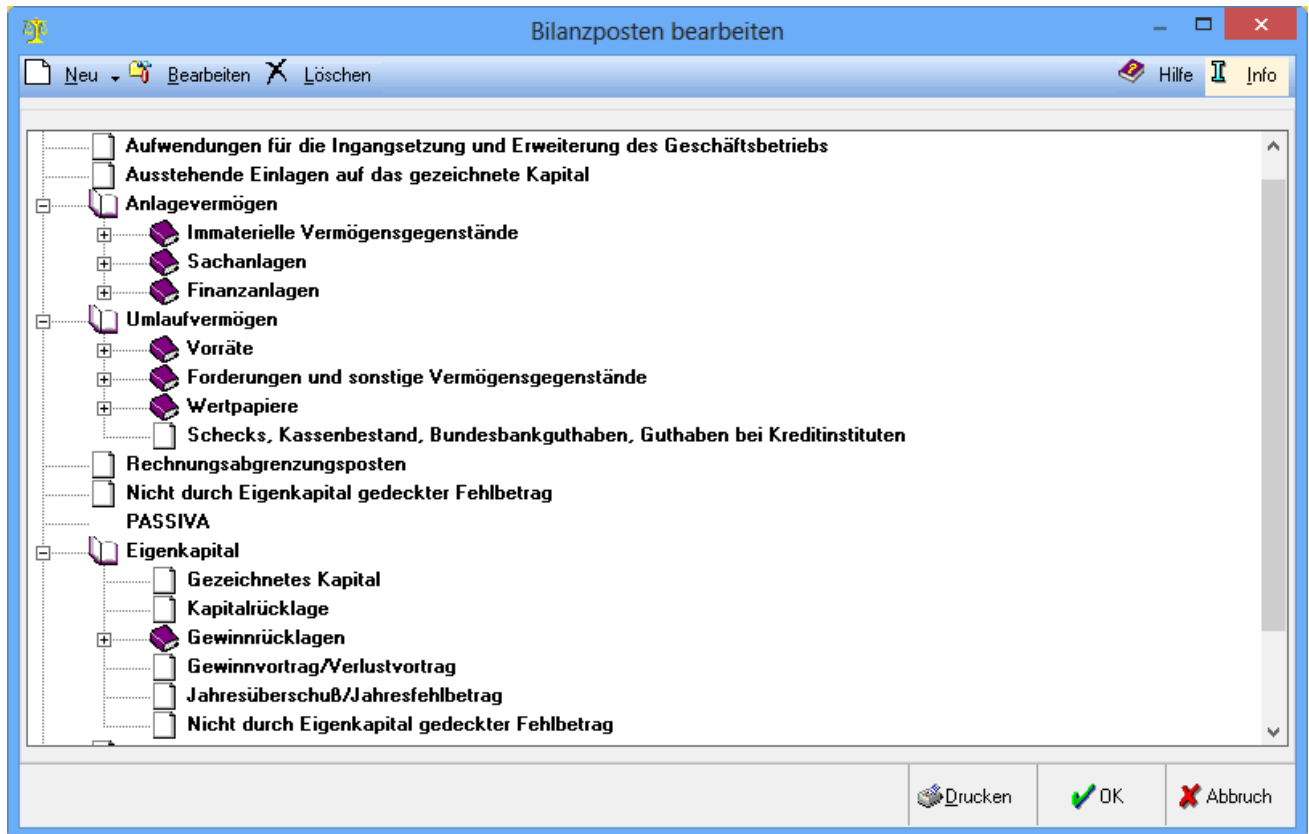 Bilanzposten bearbeiten
Neu Bearbeiten Löschen Hilfe Info
Aufwendungen für die Ingangsetzung und Erweiterung des Geschäftsbetriebs
Ausstehende Einlagen auf das gezeichnete Kapital
Anlagevermögen
Immaterielle Vermögensgegenstände
Sachanlagen
Finanzanlagen
Umlaufvermögen
Vorräte
Forderungen und sonstige Vermögensgegenstände
Wertpapiere
Schecks, Kassenbestand, Bundesbankguthaben, Guthaben bei Kreditinstituten
Rechnungsabgrenzungsposten
Nicht durch Eigenkapital gedeckter Fehlbetrag
PASSIVA
Eigenkapital
Gezeichnetes Kapital
Kapitalrücklage
Gewinnrücklagen
Gewinnvortrag/Verlustvortrag
Jahresüberschuß/Jahresfehlbetrag
Nicht durch Eigenkapital gedeckter Fehlbetrag
Drucken OK Abbruch